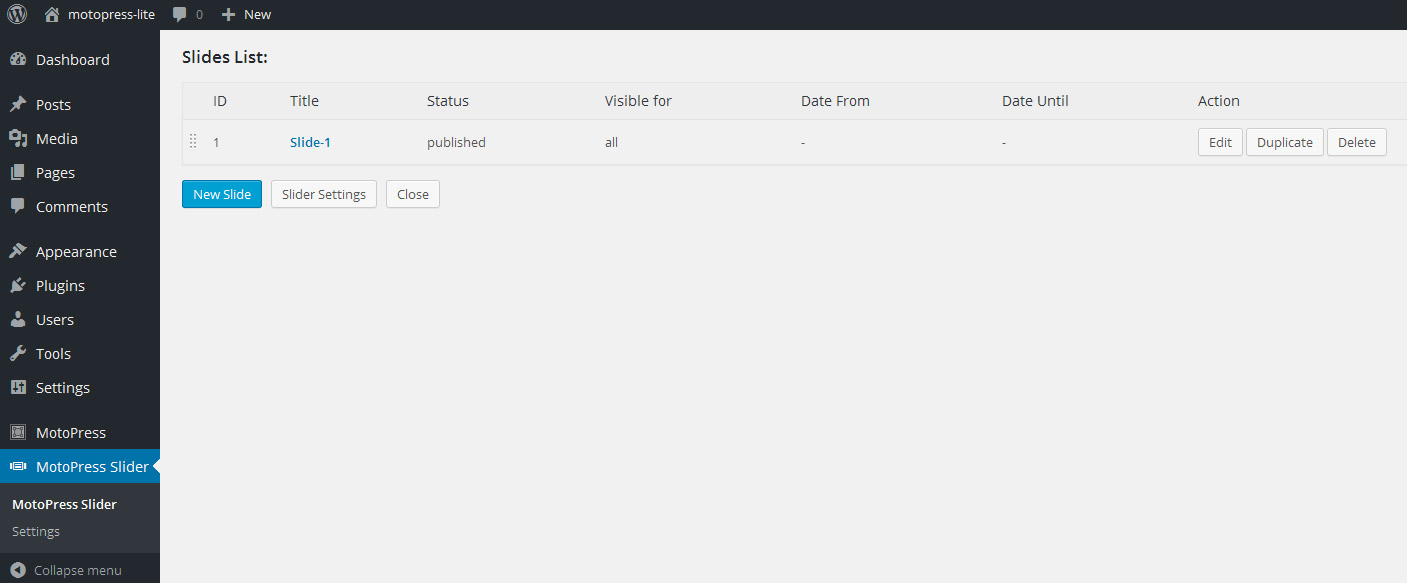 motopress-lite 0 New
Dashboard
Posts
Media
Pages
Comments
Appearance
Plugins
Users
Tools
Settings
MotoPress
MotoPress Slider
MotoPress Slider
Settings
Collapse menu
Slides List:
ID Title Status Visible for Date From Date Until Action
1 Slide-1 published all - - Edit Duplicate Delete
New Slide Slider Settings Close